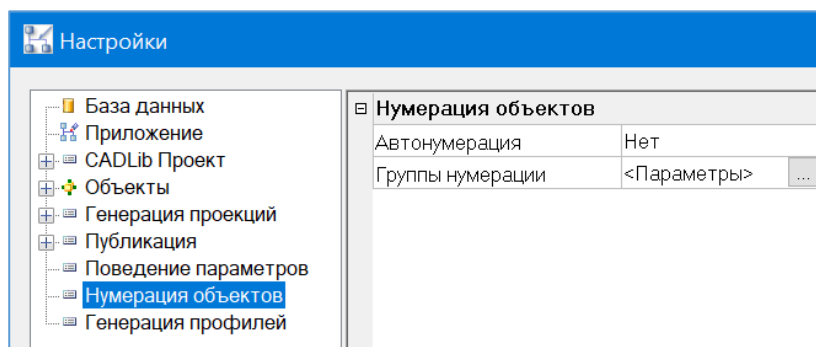 Настройки
База данных
Приложение
CADLib Проект
Объекты
Генерация проекций
Публикация
Поведение параметров
Нумерация объектов
Генерация профилей
Нумерация объектов
Автонумерация Нет
Группы нумерации <Параметры> ...